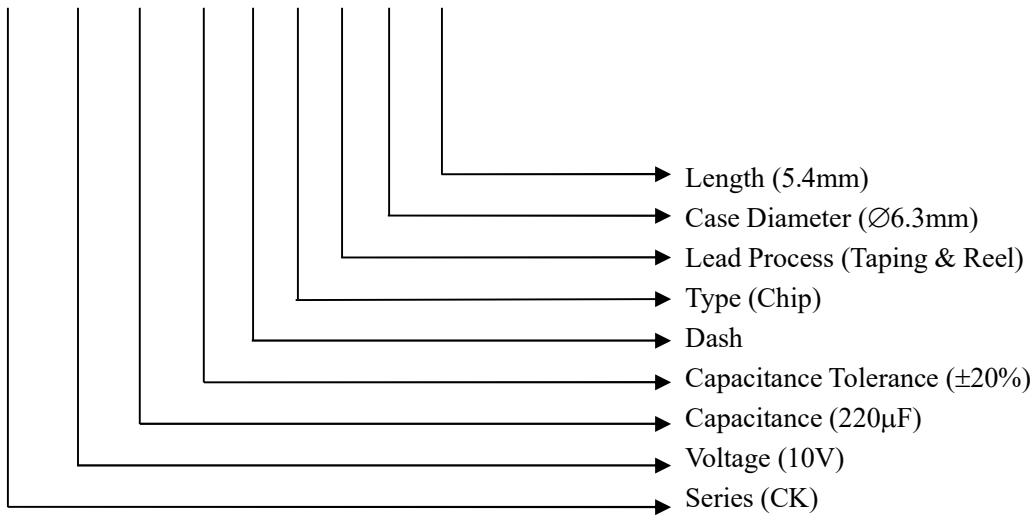 Length (5.4mm)
Case Diameter (∅6.3mm)
Lead Process (Taping & Reel)
Type (Chip)
Dash
Capacitance Tolerance (±20%)
Capacitance (220μF)
Voltage (10V)
Series (CK)